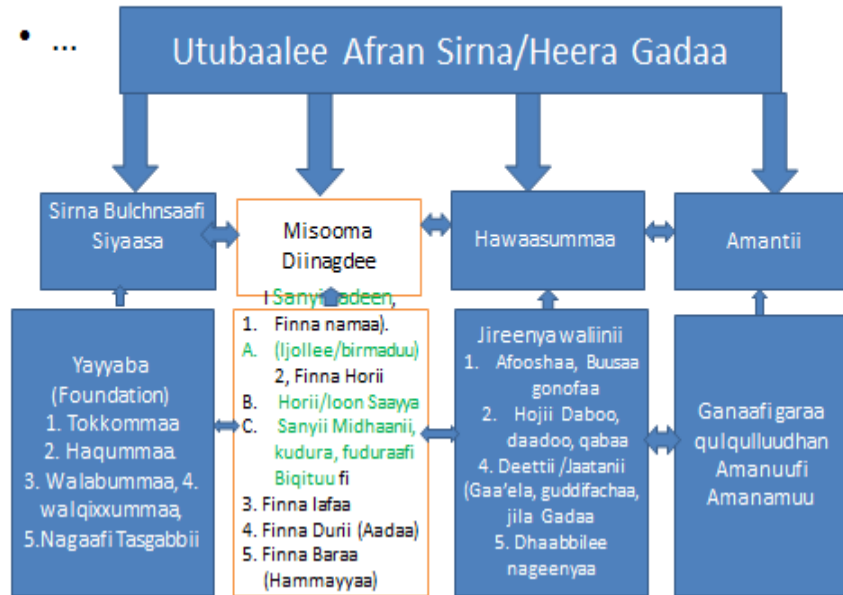 • ...
Utubaalee Afran Sirna/Heera Gadaa
Sirna Bulchnsaafi
Siyaasa
Misooma
Diinagdee
Hawaasummaa
Amantii
Yayyaba
(Foundation)
1. Tokkommaa
2. Haqummaa.
3. Walabummaa, 4.
walqixxummaa,
5.Nagaafi Tasgabbii
I Sanyii
1. Finna namaa).
A. (Ijollee/birmaduu)
2, Finna Horii
B. Horii/loon Saayya
C. Sanyii Midhaanii,
kudura, fuduraafi
Biqituu fi
3. Finna lafaa
4. Finna Durii (Aadaa)
5. Finna Baraa
(Hammayyaa)
Jireenya waliinii
1. Afooshaa, Buusaa
gonofaa
2. Hojii Daboo,
daadoo, qabaa
4. Deettii /Jaatanii
(Gaa'ela, guddifachaa,
jila Gadaa
5. Dhaabbilee
nageenyaa
Ganaafi garaa
qulqulluudhan
Amanuufi
Amanamuu